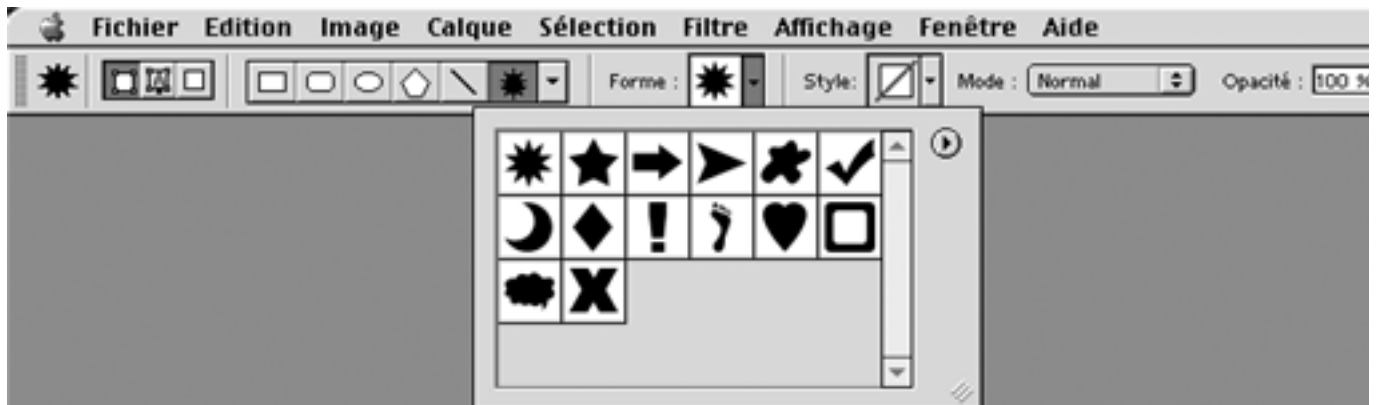 Fichier Edition Image Calque Sélection Filtre Affichage Fenêtre Aide
Forme : Style: Mode : Normal Opacité : 100 %